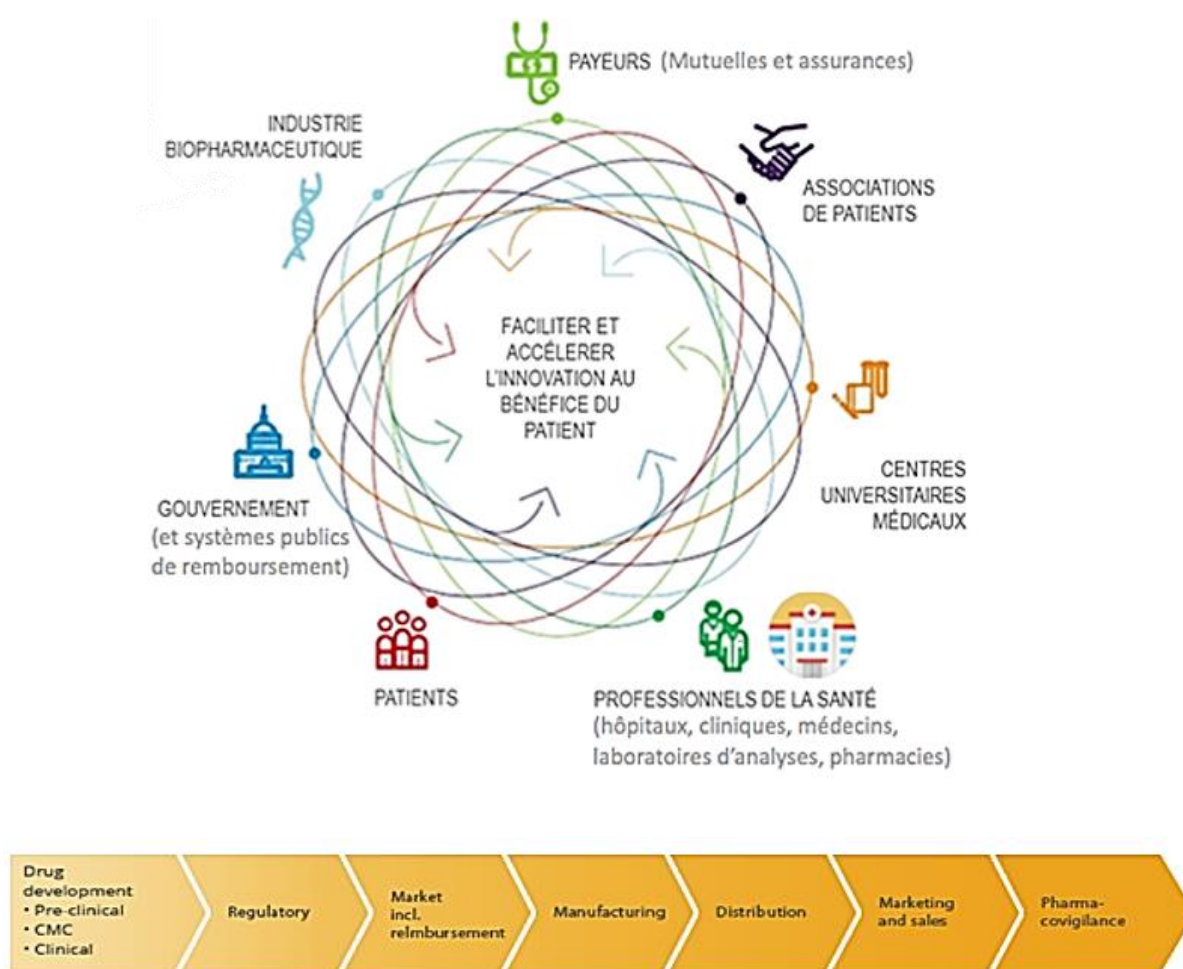 PAYEURS (Mutuelles et assurances)
INDUSTRIE
BIOPHARMACEUTIQUE
ASSOCIATIONS
DE PATIENTS
FACILITER ET
ACCÉLERER
L'INNOVATION AU
BÉNÉFICE DU
PATIENT
CENTRES
UNIVERSITAIRES
MÉDICAUX
GOUVERNEMENT
(et systèmes publics
de remboursement)
PATIENTS
PROFESSIONNELS DE LA SANTÉ
(hôpitaux, cliniques, médecins,
laboratoires d'analyses, pharmacies)
Drug
development
• Pre-clinical
• CMC
• Clinical
Regulatory
Market
incl.
reimbursement
Manufacturing
Distribution
Marketing
and sales
Pharma-
covigilance